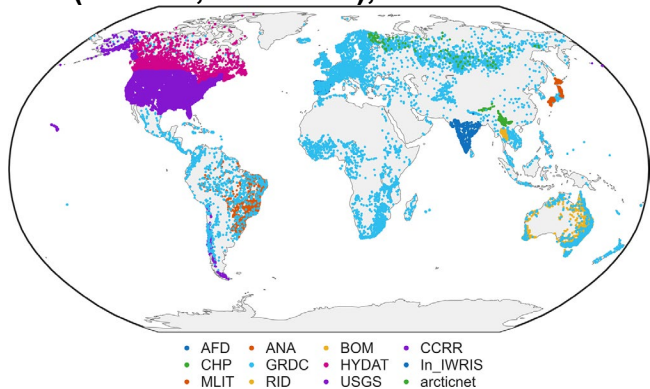 AFD ANA BOM CCRR
CHP GRDC HYDAT In_IWRIS
MLIT RID USGS arcticnet